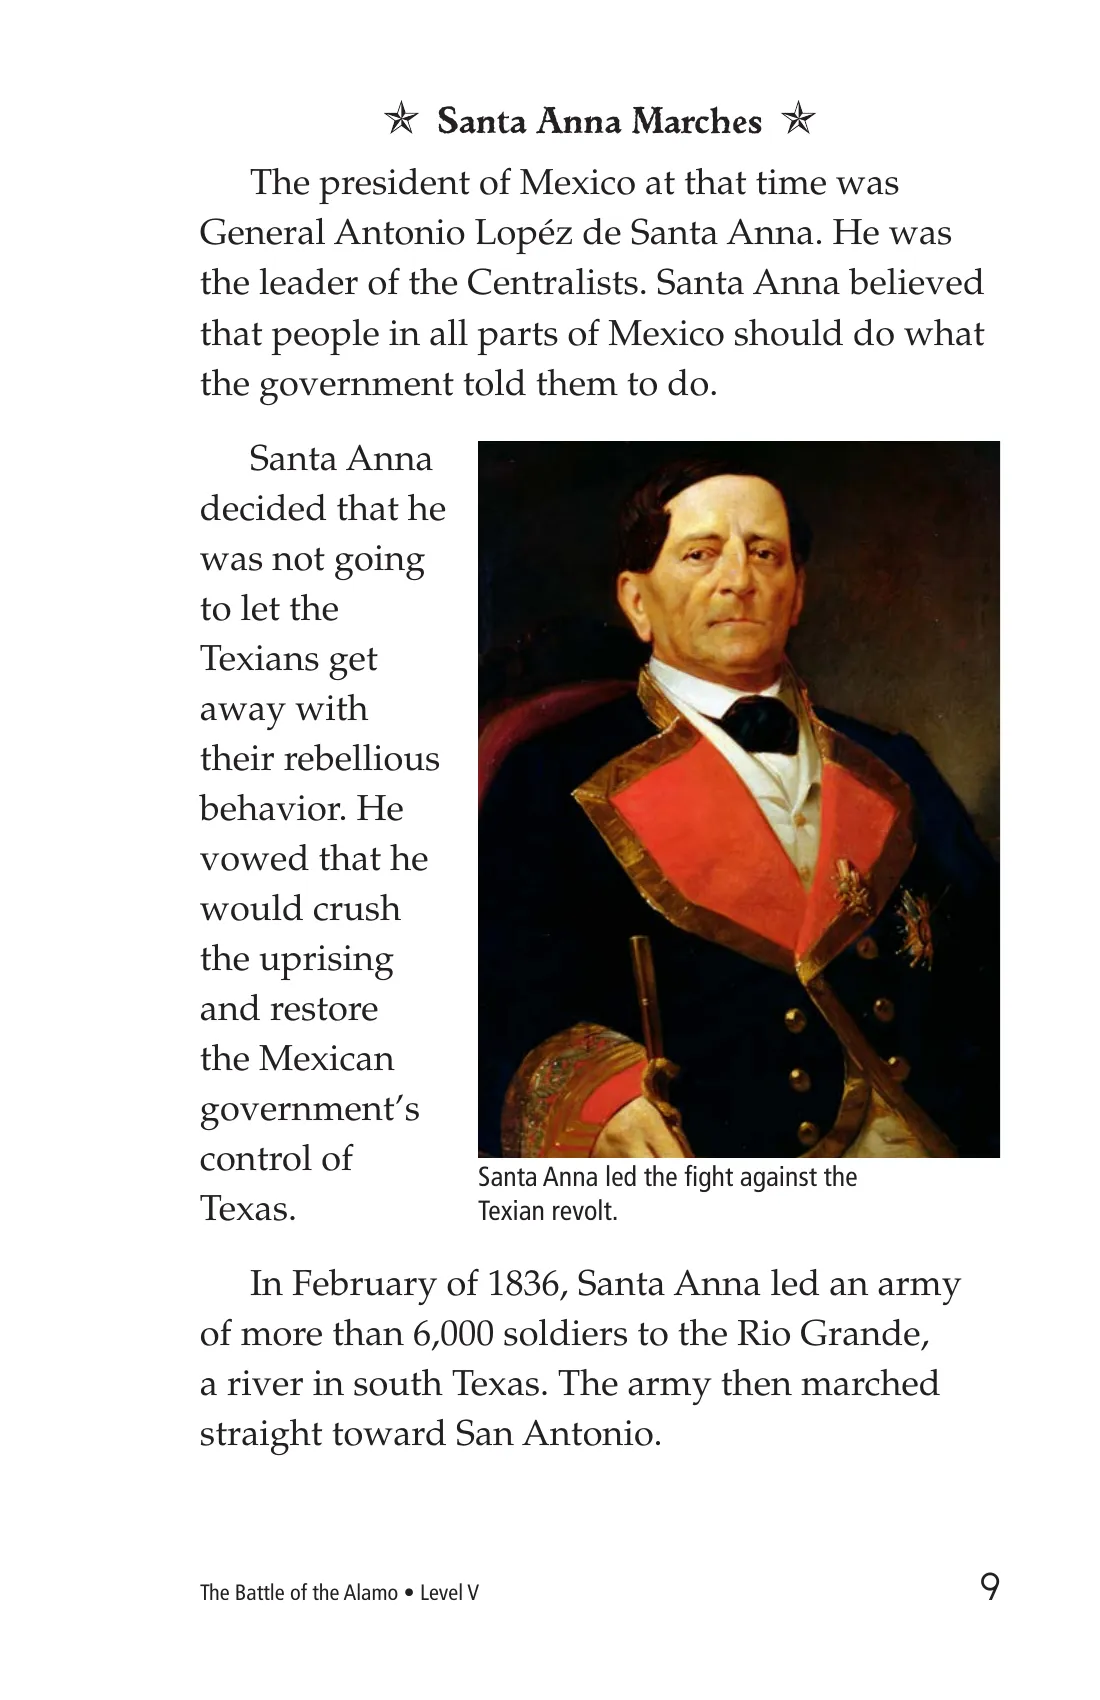 Santa Anna Marches
The president of Mexico at that time was
General Antonio Lopéz de Santa Anna. He was
the leader of the Centralists. Santa Anna believed
that people in all parts of Mexico should do what
the government told them to do.
Santa Anna
decided that he
was not going
to let the
Texians get
away with
their rebellious
behavior. He
vowed that he
would crush
the uprising
and restore
the Mexican
government’s
control of
Texas.
Santa Anna led the fight against the
Texian revolt.
In February of 1836, Santa Anna led an army
of more than 6,000 soldiers to the Rio Grande,
a river in south Texas. The army then marched
straight toward San Antonio.
The Battle of the Alamo • Level V
9